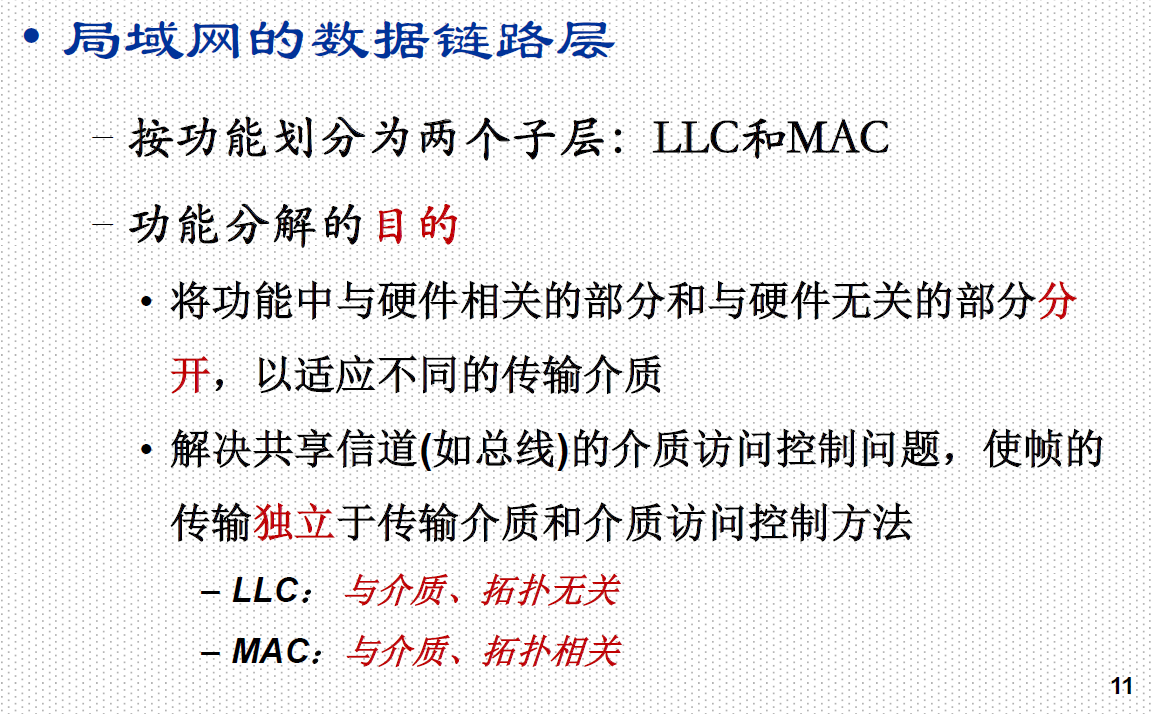 • 局域网的数据链路层
– 按功能划分为两个子层：LLC和MAC
– 功能分解的目的
• 将功能中与硬件相关的部分和与硬件无关的部分分
开，以适应不同的传输介质
• 解决共享信道(如总线)的介质访问控制问题，使帧的
传输独立于传输介质和介质访问控制方法
– LLC：与介质、拓扑无关
– MAC：与介质、拓扑相关
11